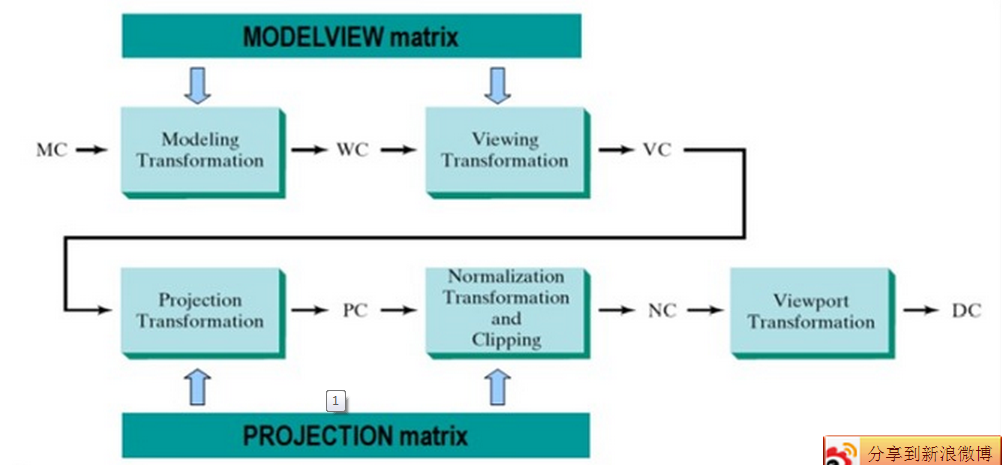 MODELVIEW matrix
MC
Modeling
Transformation
WC
Viewing
Transformation
VC
Projection
Transformation
PC
Normalization
Transformation
and
Clipping
NC
Viewport
Transformation
DC
1
PROJECTION matrix
分享到新浪微博